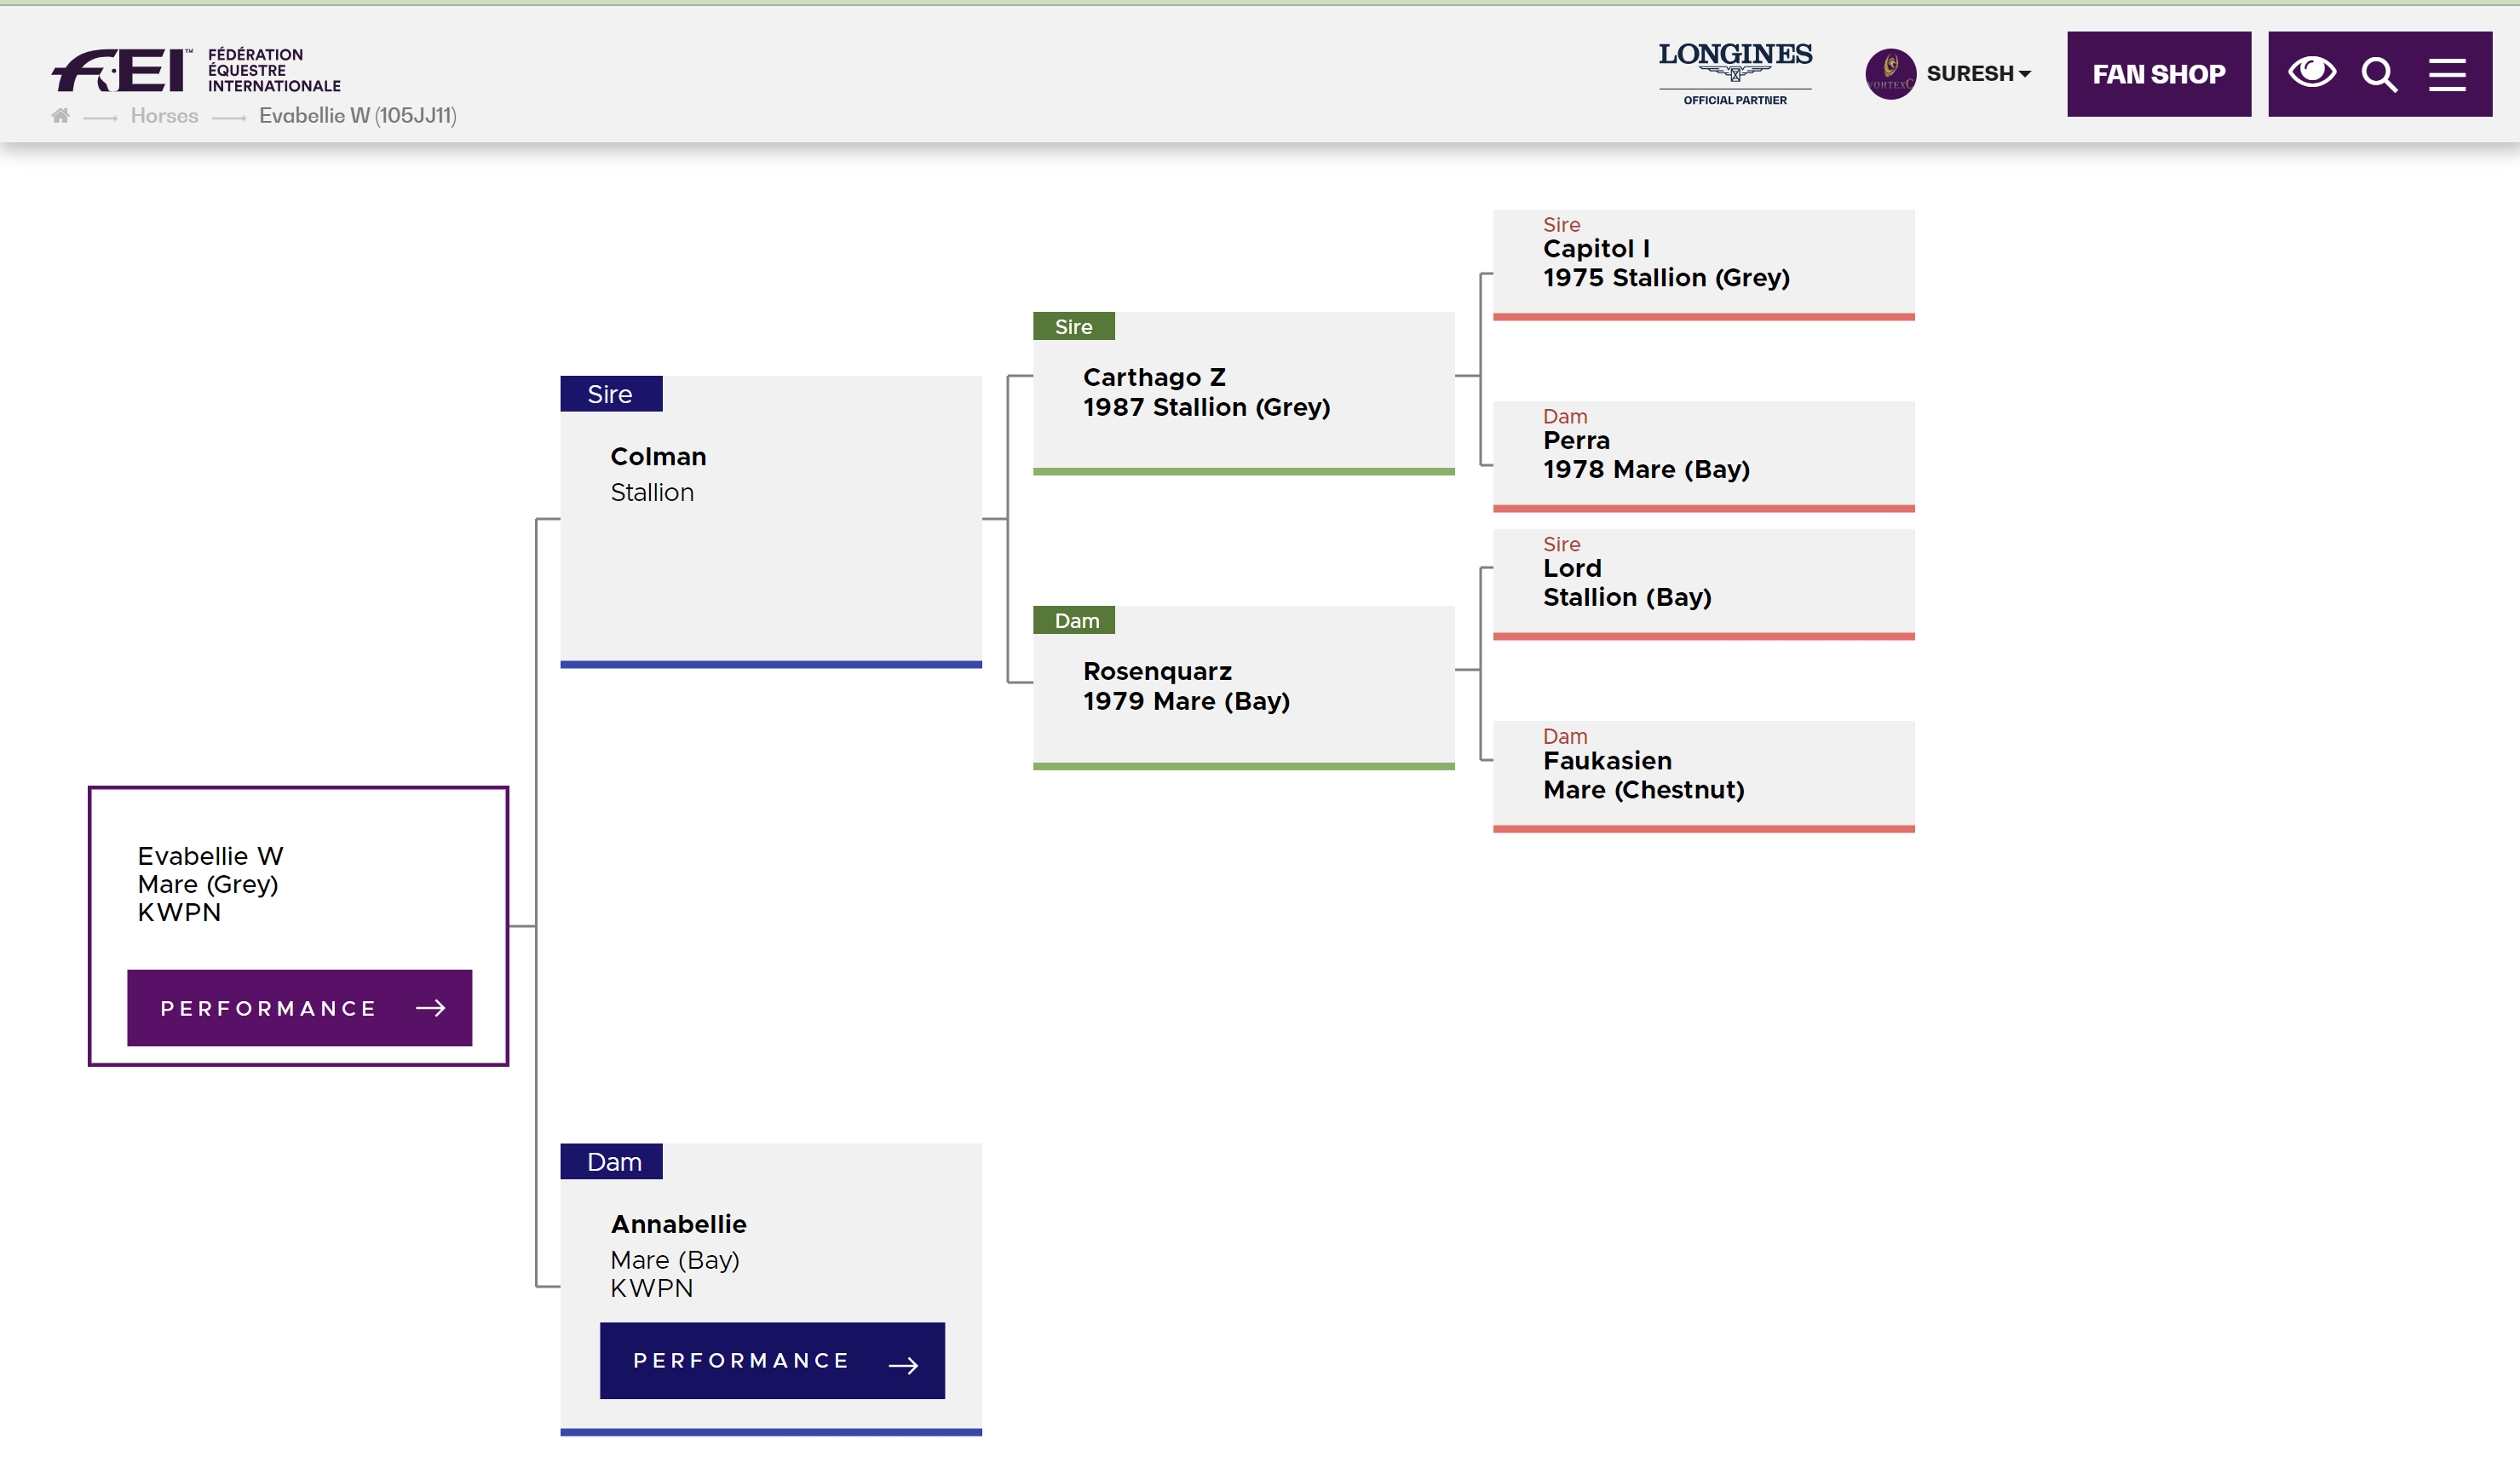 FEI™
FÉDÉRATION
ÉQUESTRE
INTERNATIONALE
LONGINES
OFFICIAL PARTNER
VORTEXC
SURESH
FAN SHOP
Horses
Evabellie W (105JJ11)
Sire
Capitol I
1975 Stallion (Grey)
Sire
Carthago Z
1987 Stallion (Grey)
Sire
Colman
Stallion
Dam
Perra
1978 Mare (Bay)
Sire
Lord
Stallion (Bay)
Dam
Rosenquarz
1979 Mare (Bay)
Dam
Faukasien
Mare (Chestnut)
Evabellie W
Mare (Grey)
KWPN
PERFORMANCE
Dam
Annabellie
Mare (Bay)
KWPN
PERFORMANCE